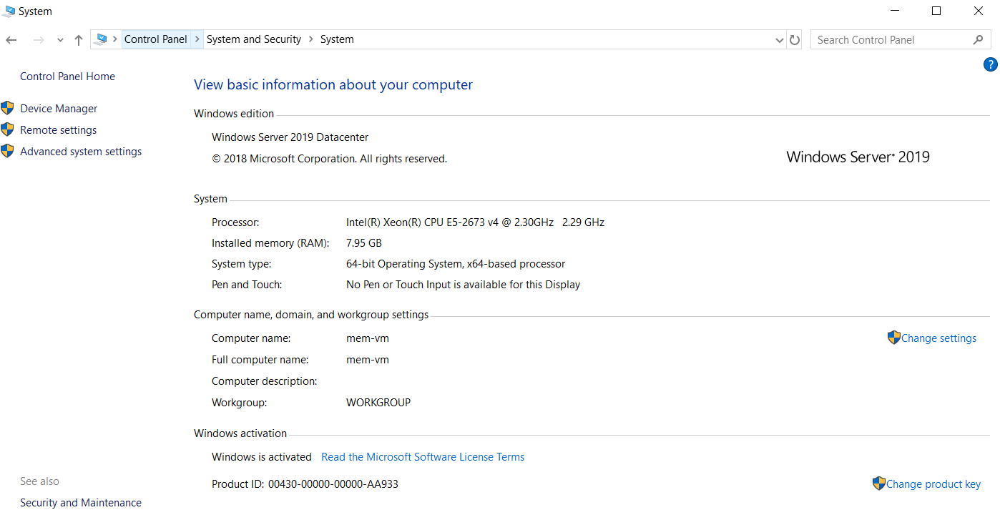 System
Control Panel > System and Security > System
Search Control Panel
?
Control Panel Home
Device Manager
Remote settings
Advanced system settings
View basic information about your computer
Windows edition
Windows Server 2019 Datacenter
© 2018 Microsoft Corporation. All rights reserved.
Windows Server® 2019
System
Processor: Intel(R) Xeon(R) CPU E5-2673 v4 @ 2.30GHz 2.29 GHz
Installed memory (RAM): 7.95 GB
System type: 64-bit Operating System, x64-based processor
Pen and Touch: No Pen or Touch Input is available for this Display
Computer name, domain, and workgroup settings
Computer name: mem-vm
Change settings
Full computer name: mem-vm
Computer description:
Workgroup: WORKGROUP
Windows activation
Windows is activated Read the Microsoft Software License Terms
Product ID: 00430-00000-00000-AA933
Change product key
See also
Security and Maintenance